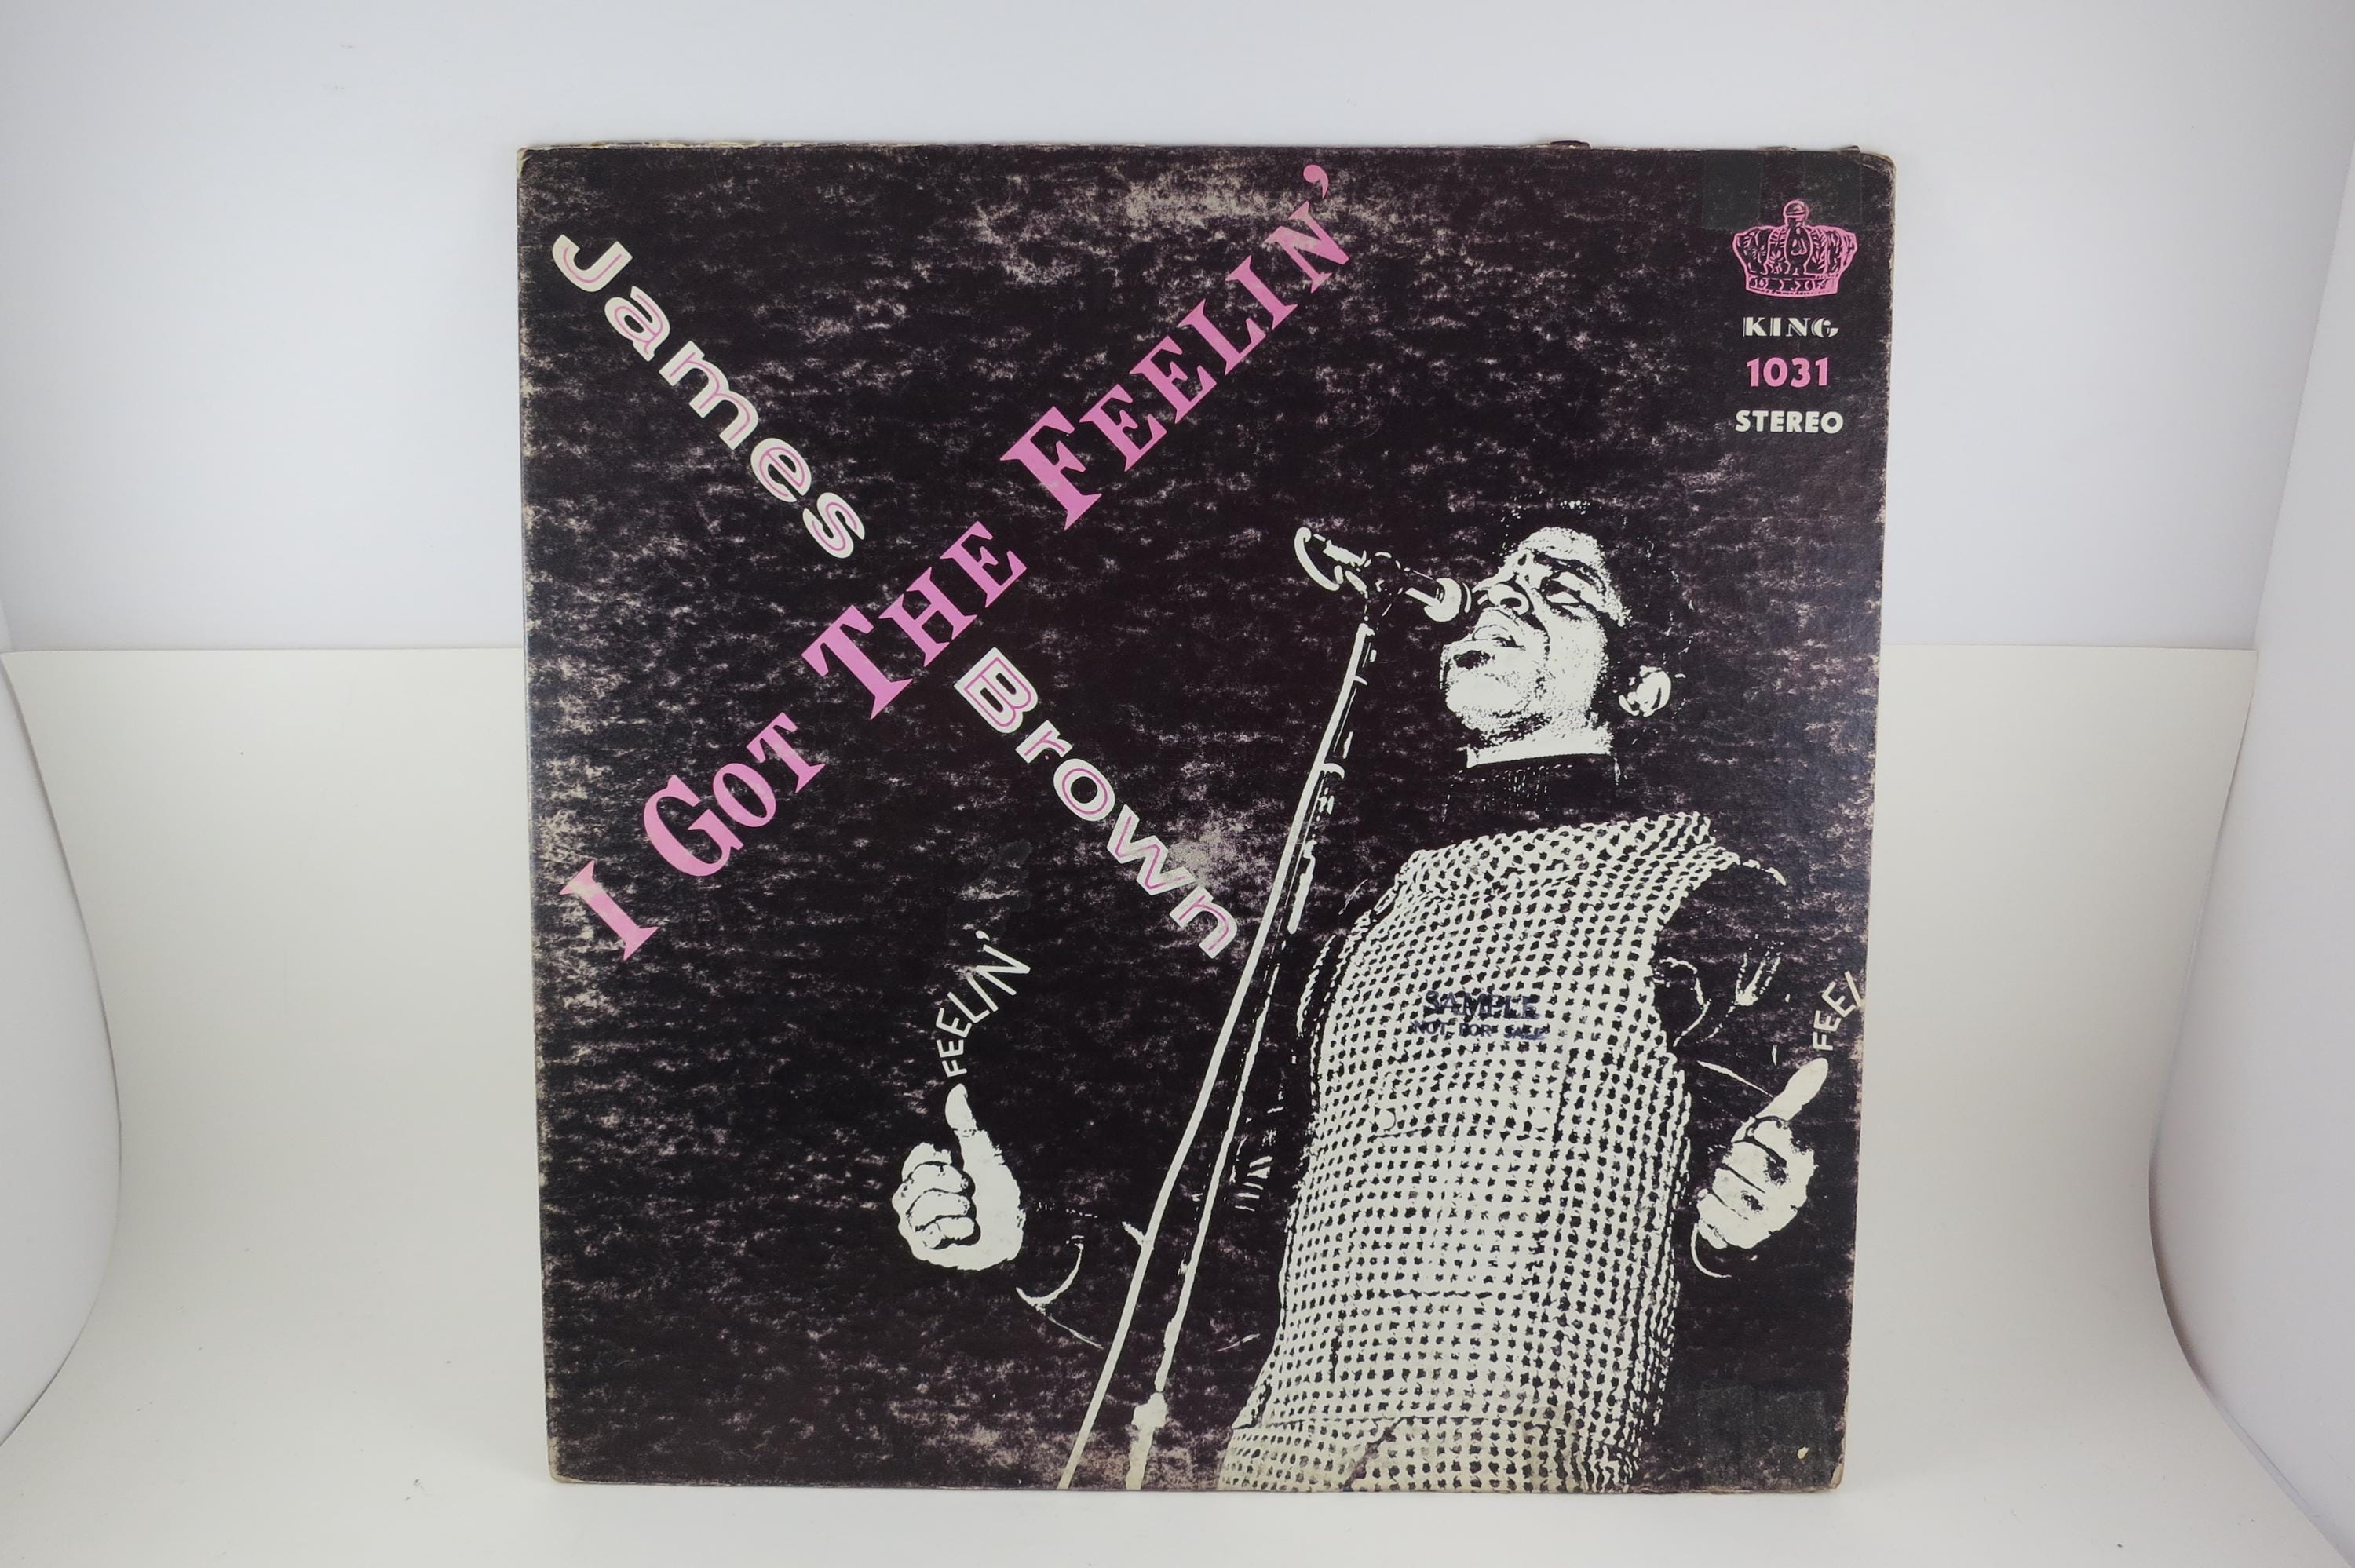 James Brown
I GOT THE FEELIN'
KING
1031
STEREO
FEELIN'
FEEL
SAMPLE
NOT FOR SALE